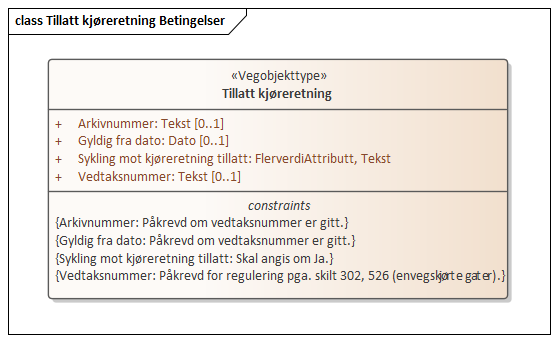 class Tillatt kjøreretning Betingelser
«Vegobjekttype»
Tillatt kjøreretning
+ Arkivnummer: Tekst [0..1]
+ Gyldig fra dato: Dato [0..1]
+ Sykling mot kjøreretning tillatt: FlerverdiAttributt, Tekst
+ Vedtaksnummer: Tekst [0..1]
constraints
{Arkivnummer: Påkrevd om vedtaksnummer er gitt.}
{Gyldig fra dato: Påkrevd om vedtaksnummer er gitt.}
{Sykling mot kjøreretning tillatt: Skal angis om Ja.}
{Vedtaksnummer: Påkrevd for regulering pga. skilt 302, 526 (envegskjørte gater).}